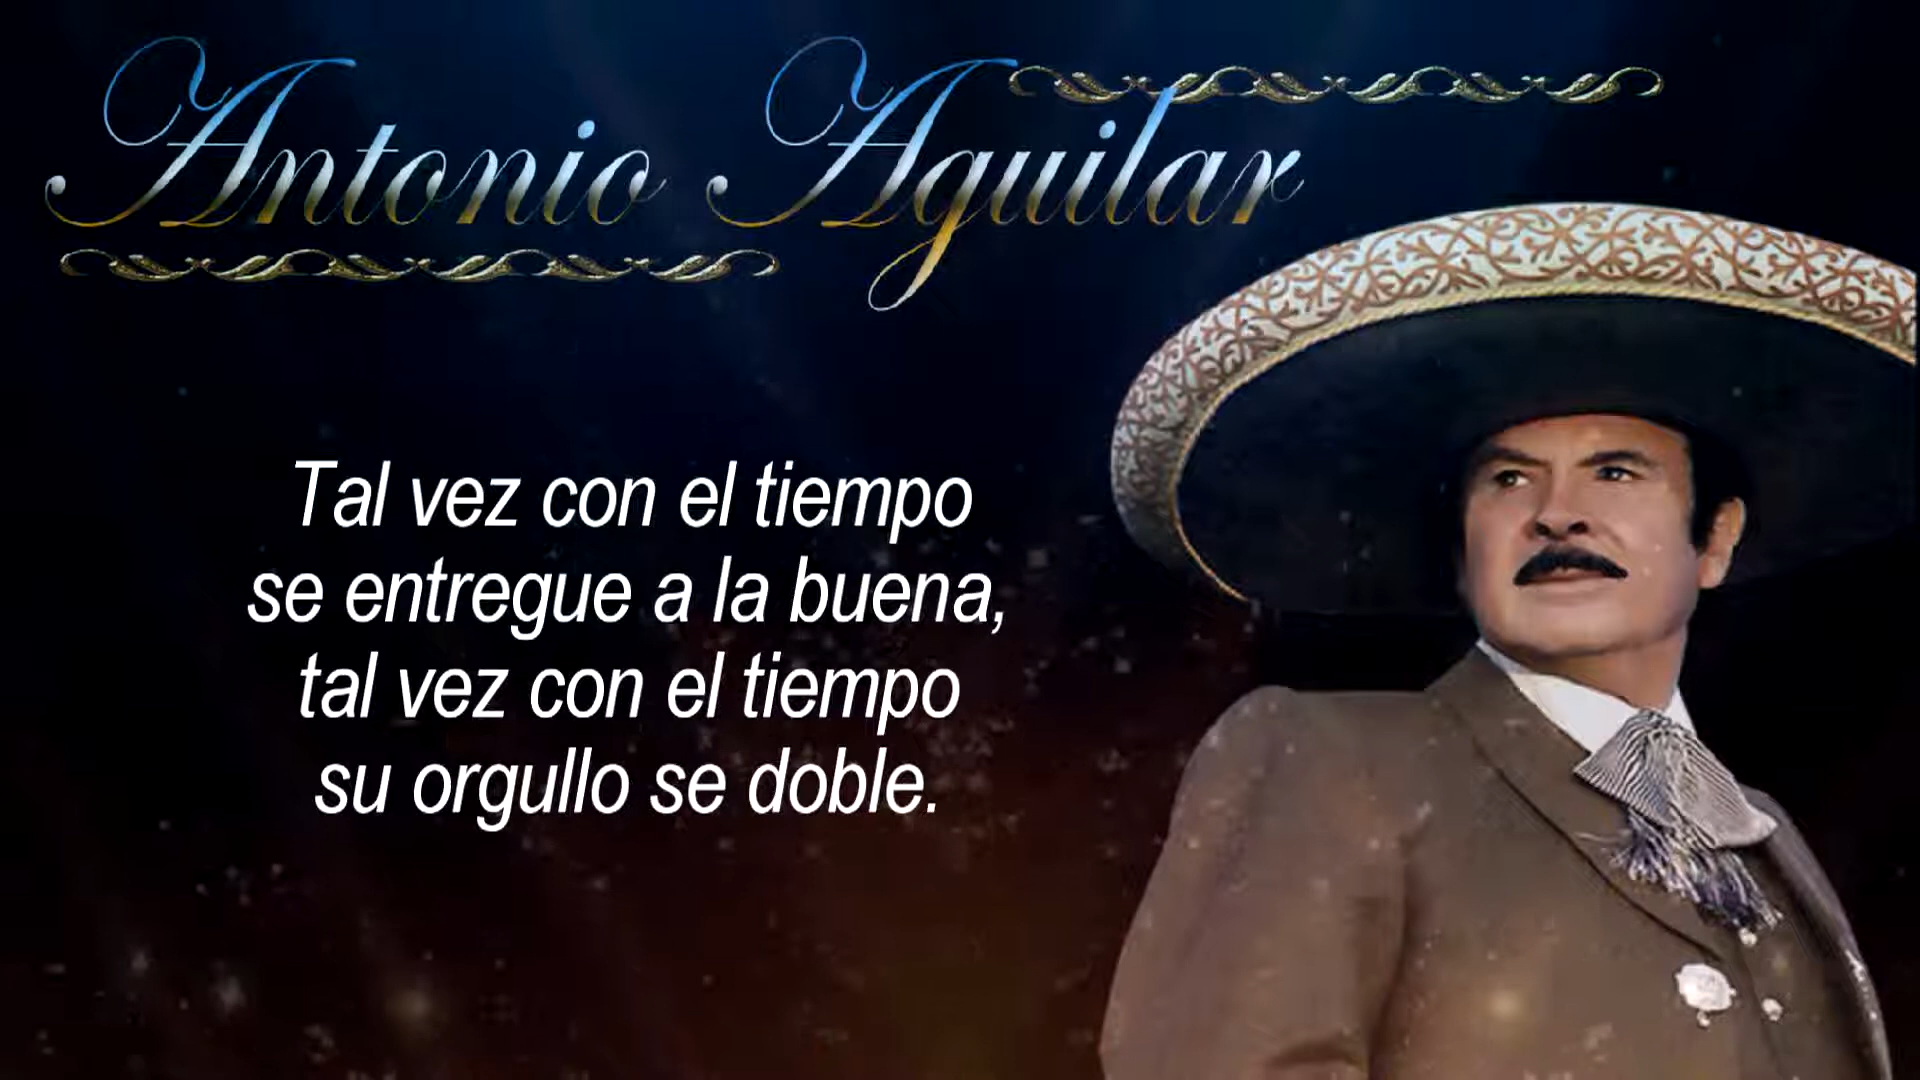 Antonio Aguilar
Tal vez con el tiempo
se entregue a la buena,
tal vez con el tiempo
su orgullo se doble.